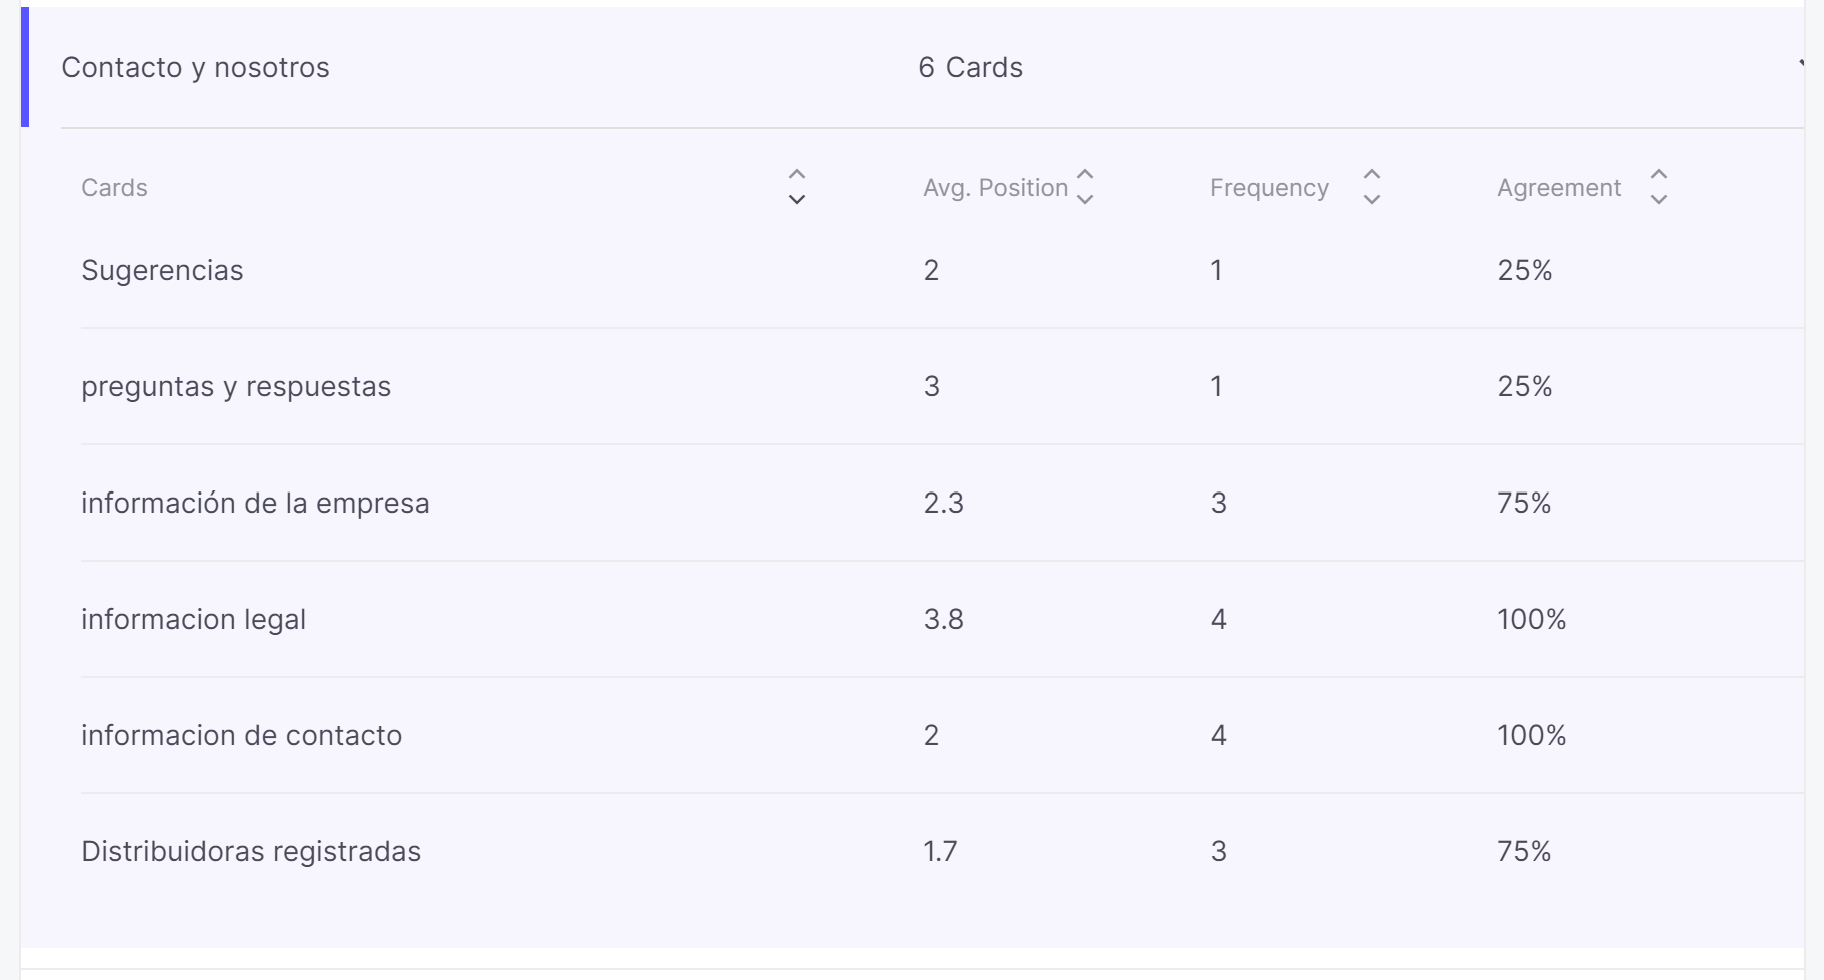 Contacto y nosotros 6 Cards
Cards Avg. Position Frequency Agreement
Sugerencias 2 1 25%
preguntas y respuestas 3 1 25%
información de la empresa 2.3 3 75%
informacion legal 3.8 4 100%
informacion de contacto 2 4 100%
Distribuidoras registradas 1.7 3 75%